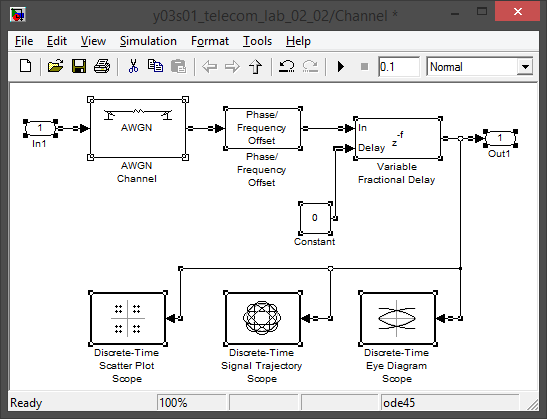 y03s01_telecom_lab_02_02/Channel *
File Edit View Simulation Format Tools Help
0.1 Normal
1
In1
AWGN
AWGN
Channel
Phase/
Frequency
Offset
Phase/
Frequency
Offset
In
Delay
-f
z
Variable
Fractional Delay
1
Out1
0
Constant
Discrete-Time
Scatter Plot
Scope
Discrete-Time
Signal Trajectory
Scope
Discrete-Time
Eye Diagram
Scope
Ready 100% ode45